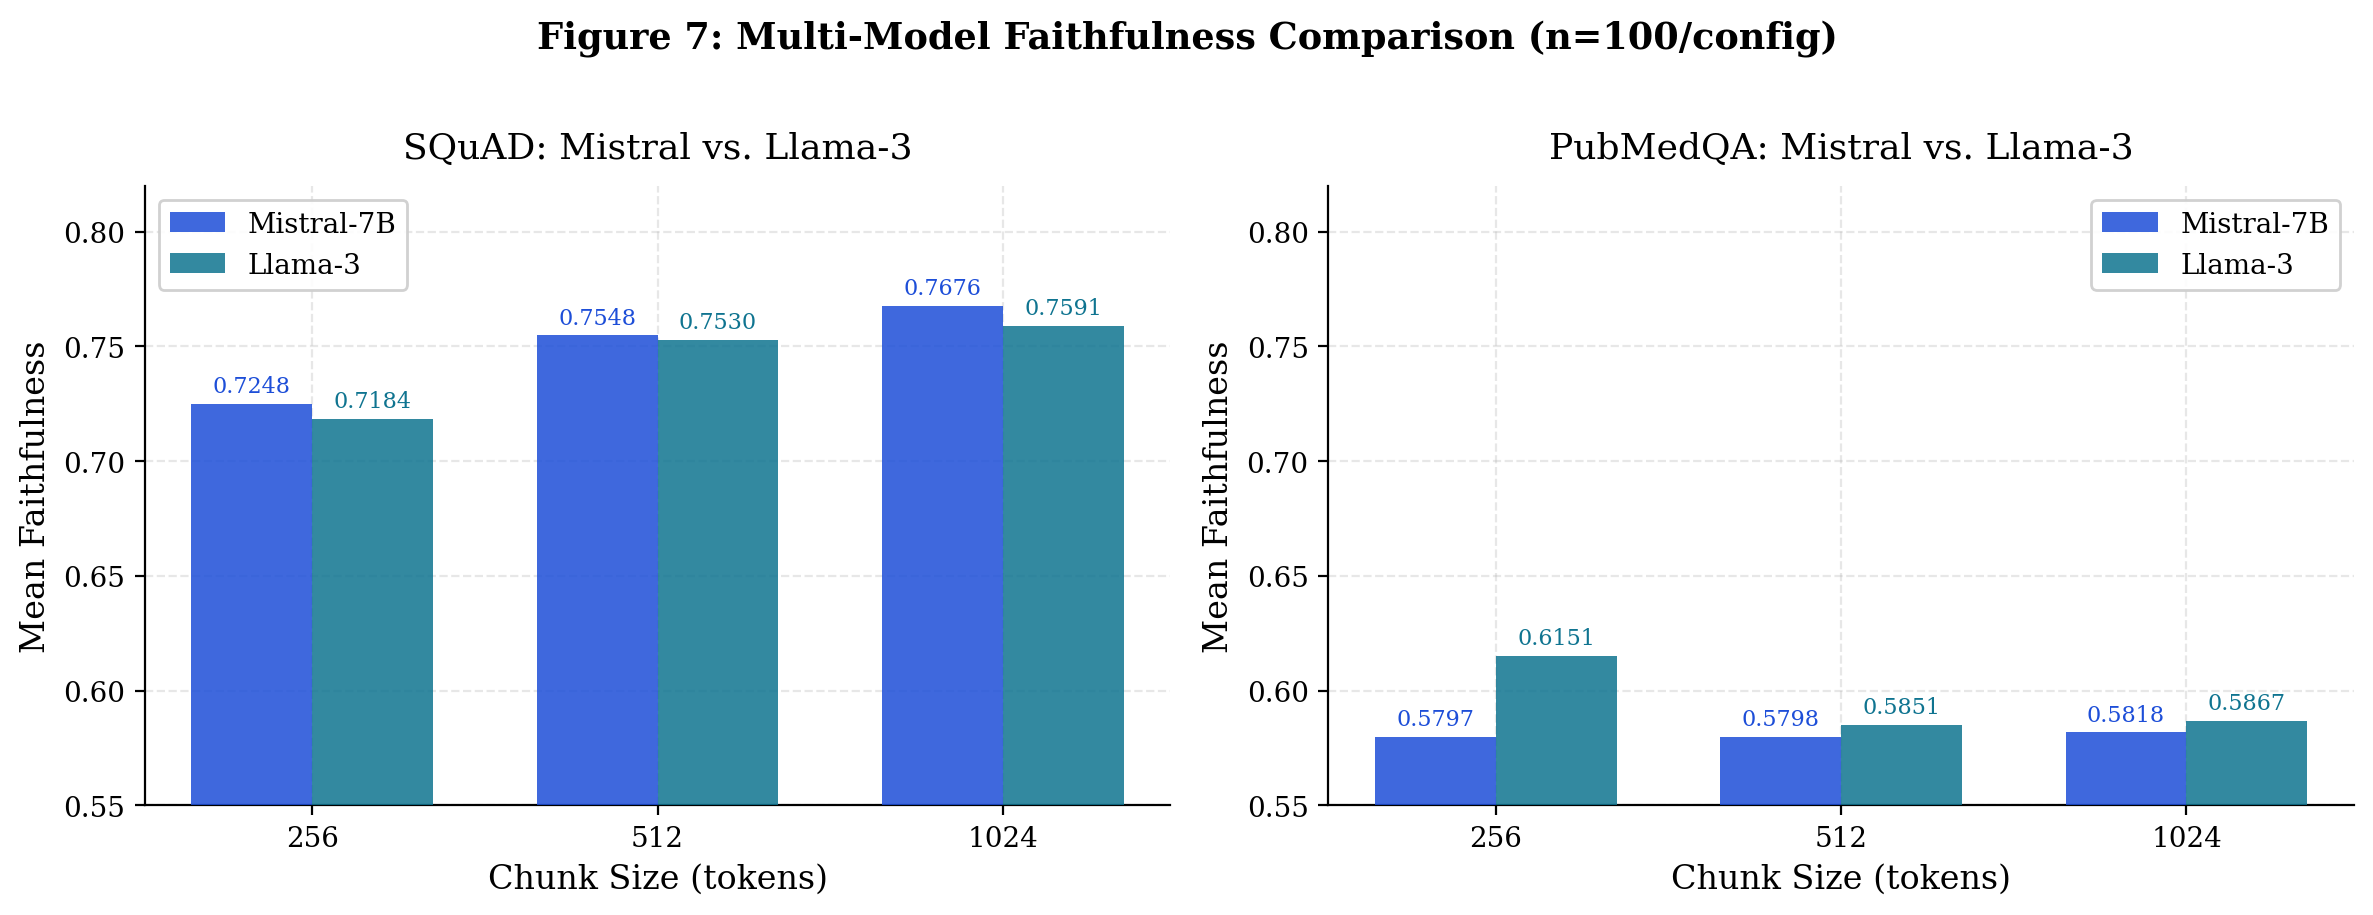 Figure 7: Multi-Model Faithfulness Comparison (n=100/config)
SQuAD: Mistral vs. Llama-3
Mean Faithfulness
0.80
0.75
0.70
0.65
0.60
0.55
Mistral-7B
Llama-3
0.7248
0.7184
0.7548
0.7530
0.7676
0.7591
256
512
1024
Chunk Size (tokens)
PubMedQA: Mistral vs. Llama-3
Mean Faithfulness
0.80
0.75
0.70
0.65
0.60
0.55
Mistral-7B
Llama-3
0.5797
0.6151
0.5798
0.5851
0.5818
0.5867
256
512
1024
Chunk Size (tokens)